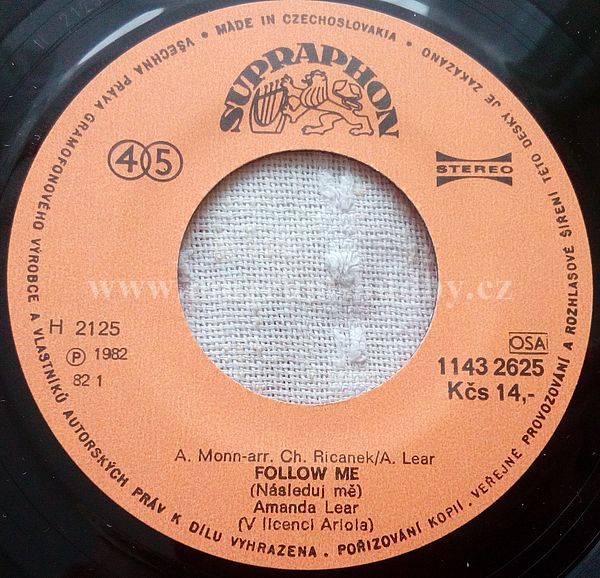 VŠECHNA PRÁVA GRAMOFONOVÉHO VÝROBCE A VLASTNÍKŮ AUTORSKÝCH PRÁV K DÍLU VYHRAZENA. POŘIZOVÁNÍ KOPIÍ. VEŘEJNÉ PROVOZOVÁNÍ A ROZHLASOVÉ ŠÍŘENÍ TÉTO DESKY JE ZAKÁZÁNO • MADE IN CZECHOSLOVAKIA •
SUPRAPHON
45
STEREO
H 2125
Ⓟ 1982
82 1
OSA
1143 2625
Kčs 14,-
A. Monn-arr. Ch. Ricanek/A. Lear
FOLLOW ME
(Následuj mě)
Amanda Lear
(V licenci Ariola)